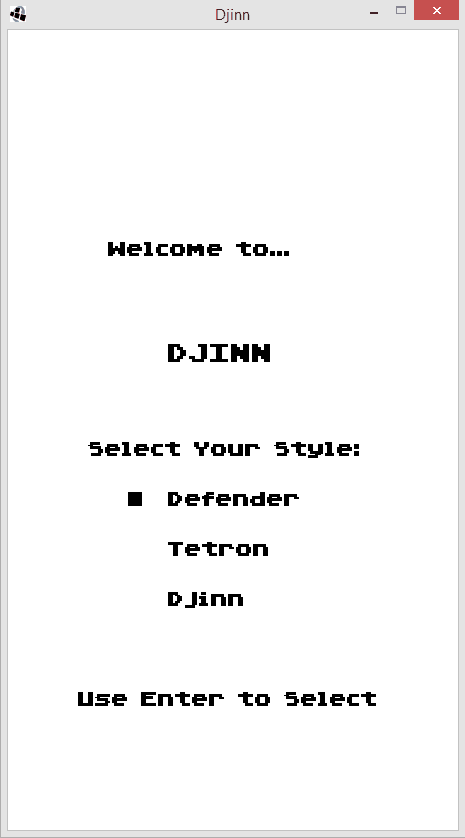 Djinn
Welcome to...
DJINN
Select Your Style:
Defender
Tetron
Djinn
Use Enter to Select